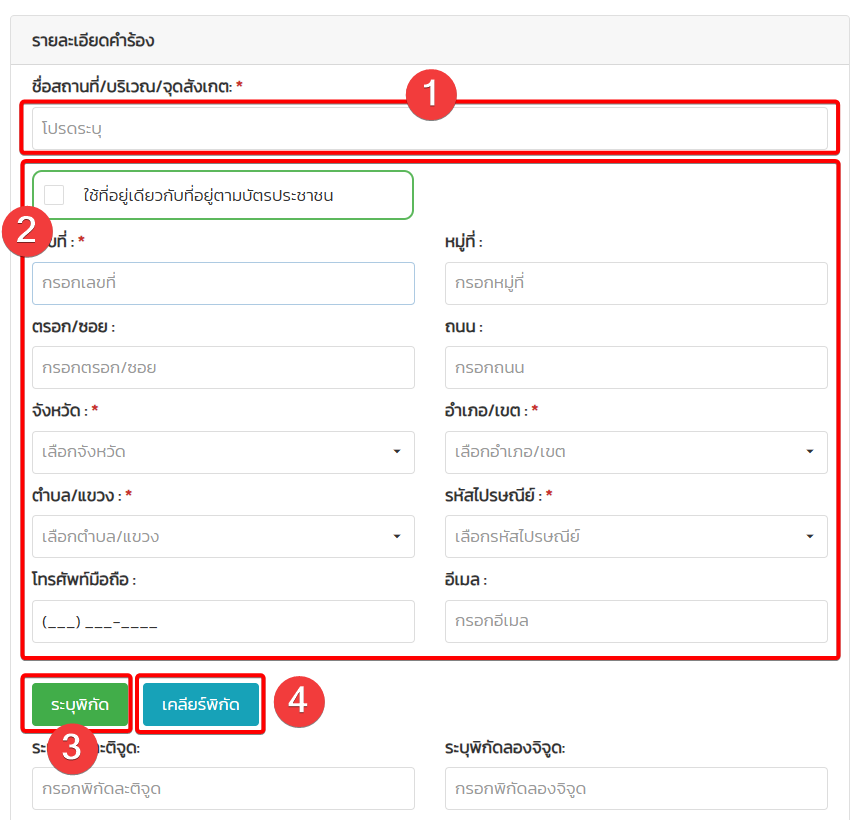 รายละเอียดคำร้อง
ชื่อสถานที่/บริเวณ/จุดสังเกต: *
1
โปรดระบุ
ใช้ที่อยู่เดียวกับที่อยู่ตามบัตรประชาชน
2
ที่ : * หมู่ที่ :
กรอกเลขที่ กรอกหมู่ที่
ตรอก/ซอย : ถนน :
กรอกตรอก/ซอย กรอกถนน
จังหวัด : * อำเภอ/เขต : *
เลือกจังหวัด เลือกอำเภอ/เขต
ตำบล/แขวง : * รหัสไปรษณีย์ : *
เลือกตำบล/แขวง เลือกรหัสไปรษณีย์
โทรศัพท์มือถือ : อีเมล :
(___) ___-____ กรอกอีเมล
ระบุพิกัด เคลียร์พิกัด 4
3
ติจูด: ระบุพิกัดลองจิจูด:
กรอกพิกัดละติจูด กรอกพิกัดลองจิจูด